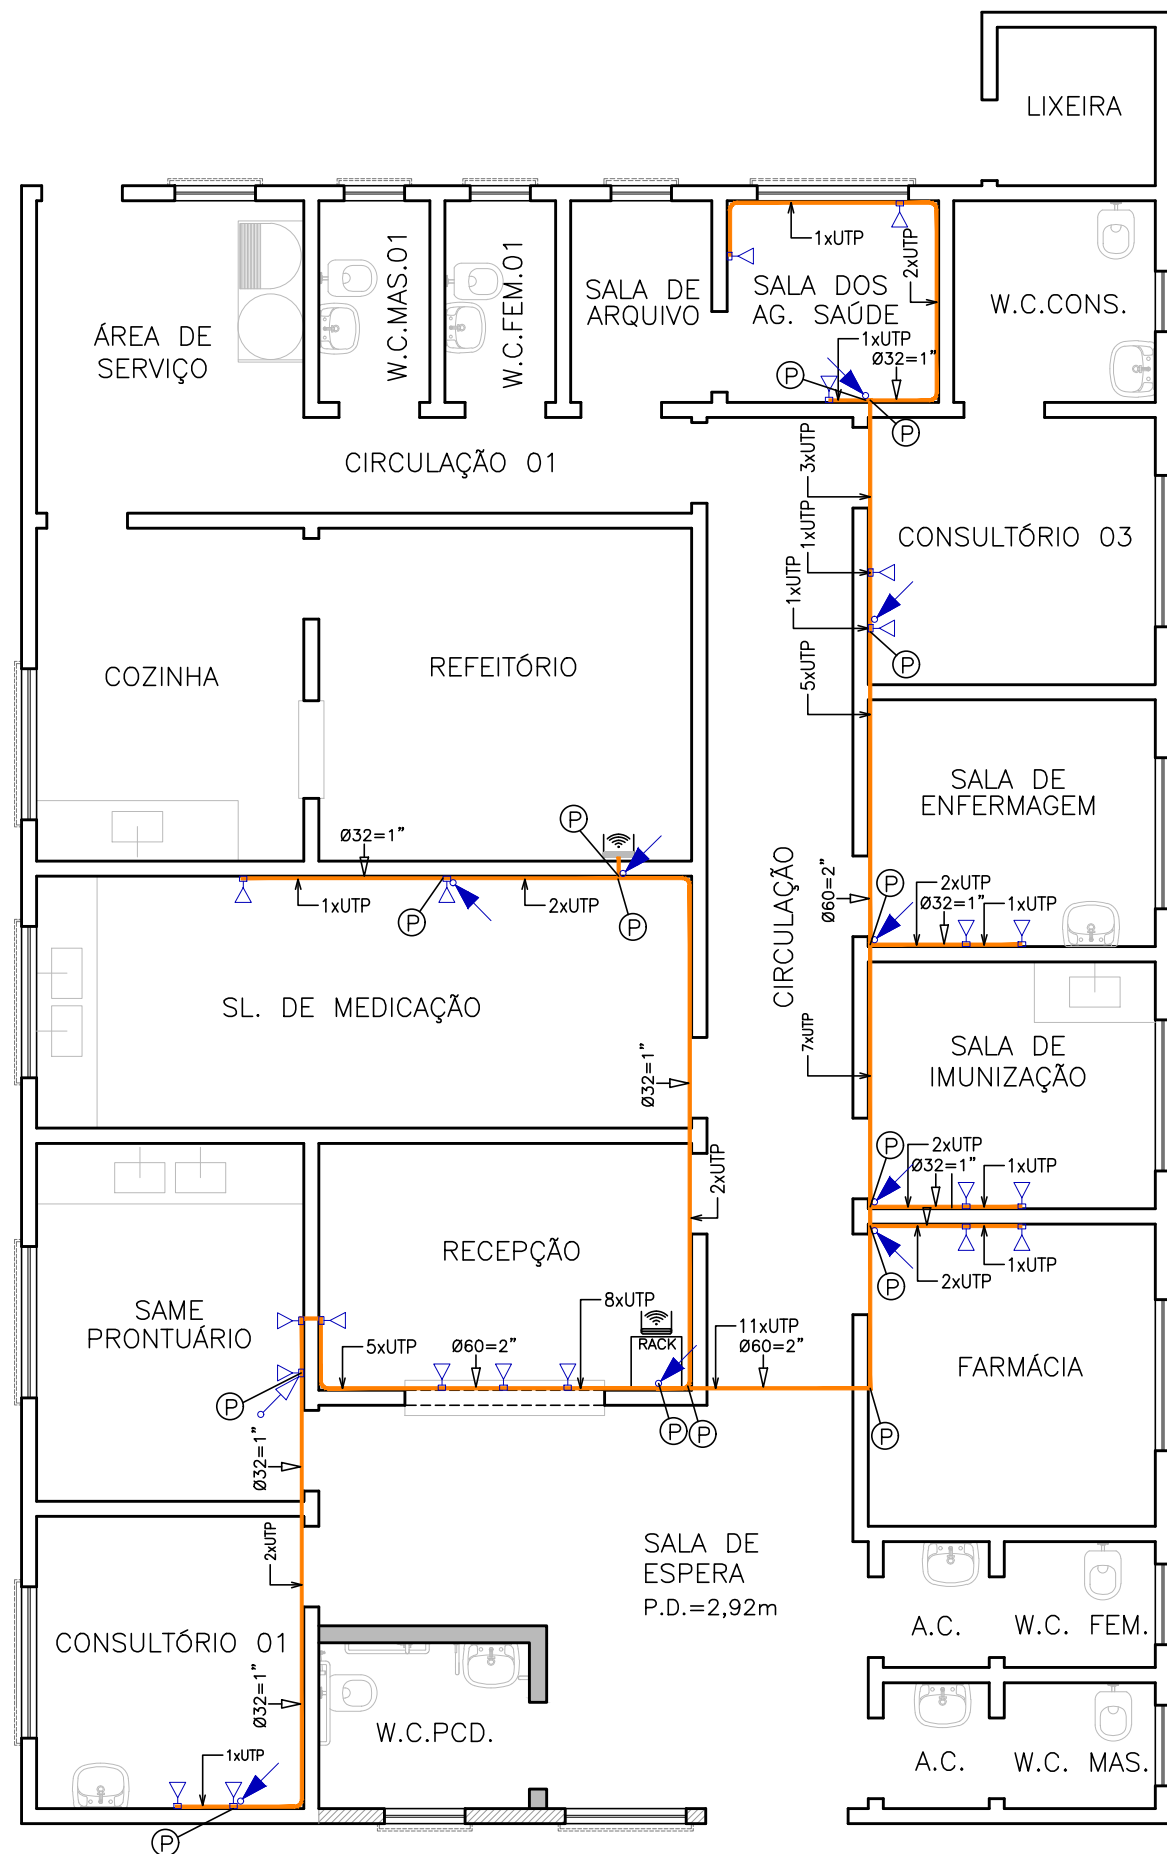 LIXEIRA
1xUTP
2xUTP
W.C.MAS.01
W.C.FEM.01
SALA DE
ARQUIVO
SALA DOS
AG. SAÚDE
W.C.CONS.
ÁREA DE
SERVIÇO
1xUTP
Ø32=1"
P
P
CIRCULAÇÃO 01
3xUTP
1xUTP
CONSULTÓRIO 03
1xUTP
P
5xUTP
COZINHA
REFEITÓRIO
SALA DE
ENFERMAGEM
P
Ø32=1"
CIRCULAÇÃO
Ø60=2"
P
2xUTP
Ø32=1"
1xUTP
1xUTP
P
2xUTP
P
SL. DE MEDICAÇÃO
7xUTP
SALA DE
IMUNIZAÇÃO
Ø32=1"
2xUTP
P
2xUTP
Ø32=1"
1xUTP
RECEPÇÃO
1xUTP
2xUTP
SAME
PRONTUÁRIO
8xUTP
RACK
11xUTP
Ø60=2"
5xUTP
Ø60=2"
FARMÁCIA
P
P
P
P
Ø32=1"
2xUTP
SALA DE
ESPERA
P.D.=2,92m
A.C.
W.C. FEM.
CONSULTÓRIO 01
Ø32=1"
W.C.PCD.
1xUTP
A.C.
W.C. MAS.
P